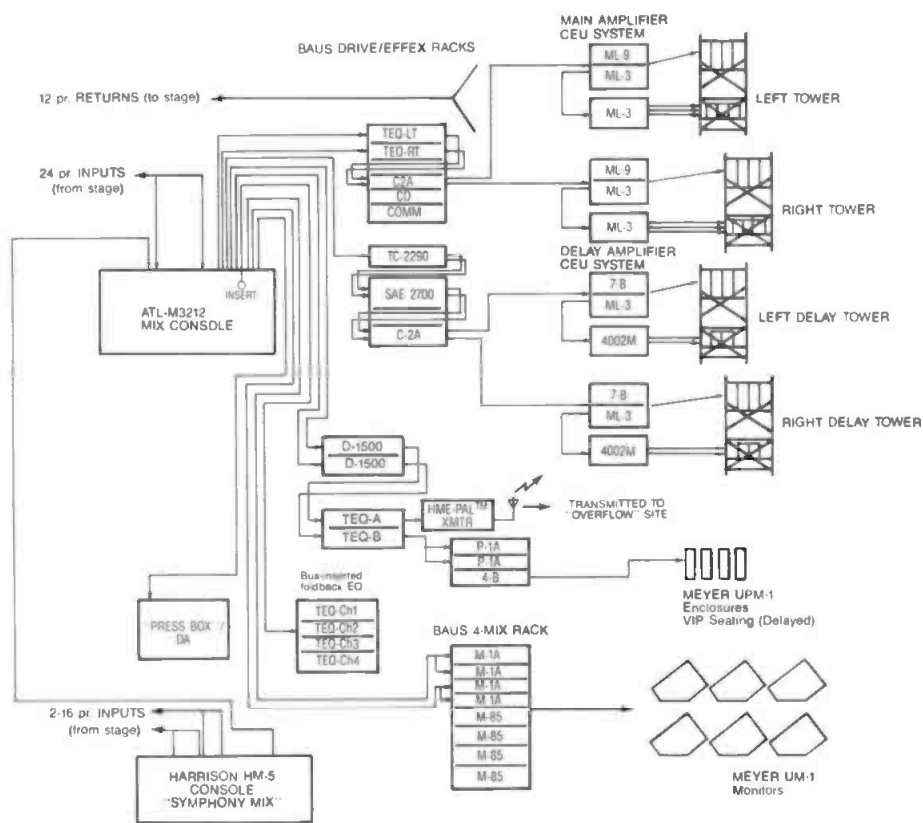 MAIN AMPLIFIER
CEU SYSTEM
BAUS DRIVE/EFFEX RACKS
ML-9
ML-3
ML-3
LEFT TOWER
12 pr. RETURNS (to stage)
TEQ-LT
TEQ-RT
C2A
CD
COMM
24 pr. INPUTS
(from stage)
ML-9
ML-3
ML-3
RIGHT TOWER
DELAY AMPLIFIER
CEU SYSTEM
TC-2290
SAE 2700
C-2A
7 B
ML-3
4002M
LEFT DELAY TOWER
INSERT
ATL-M3212
MIX CONSOLE
7-B
ML-3
4002M
RIGHT DELAY TOWER
D-1500
D-1500
HME-PAL™
XMTR
TRANSMITTED TO
"OVERFLOW" SITE
TEQ-A
TEQ-B
P-1A
P-1A
4-B
MEYER UPM-1
Enclosures
VIP Seating (Delayed)
Bus-inserted
foldback EQ
TEQ-Ch1
TEQ-Ch2
TEQ-Ch3
TEQ-Ch4
PRESS BOX /
DA
BAUS 4-MIX RACK
M-1A
M-1A
M-1A
M-1A
M-85
M-85
M-85
M-85
2-16 pr. INPUTS
(from stage)
HARRISON HM-5
CONSOLE
"SYMPHONY MIX"
MEYER UM-1
Monitors